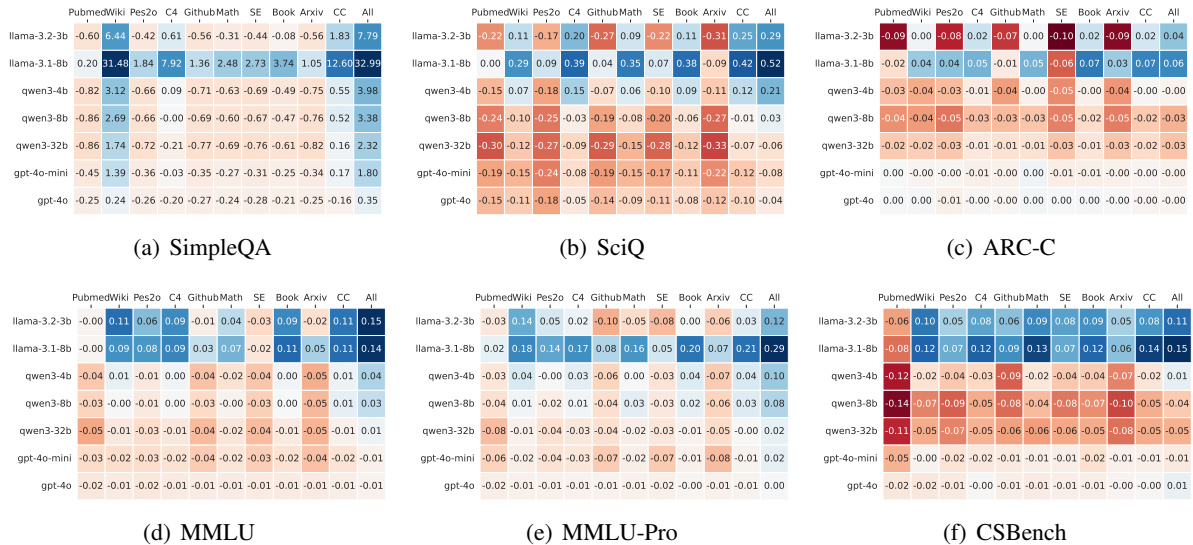 PubmedWiki Pes2o C4 Github Math SE Book Arxiv CC All
llama-3.2-3b -0.60 6.44 -0.42 0.61 -0.56 -0.31 -0.44 -0.08 -0.56 1.83 7.79
llama-3.1-8b 0.20 31.48 1.84 7.92 1.36 2.48 2.73 3.74 1.05 12.60 32.99
qwen3-4b -0.82 3.12 -0.66 0.09 -0.71 -0.65 -0.69 -0.49 -0.75 0.55 3.98
qwen3-8b -0.86 2.69 -0.66 -0.00 -0.69 -0.60 -0.67 -0.47 -0.76 0.52 3.38
qwen3-32b -0.86 1.74 -0.72 -0.21 -0.77 -0.69 -0.76 -0.61 -0.82 0.16 2.32
gpt-4o-mini -0.45 1.39 -0.36 -0.03 -0.35 -0.30 -0.31 -0.25 -0.34 0.17 1.80
gpt-4o -0.25 0.24 -0.26 -0.20 -0.27 -0.24 -0.28 -0.21 -0.25 -0.16 0.35
(a) SimpleQA
PubmedWiki Pes2o C4 Github Math SE Book Arxiv CC All
llama-3.2-3b -0.22 0.11 -0.17 0.20 -0.27 0.09 -0.22 0.11 -0.31 0.25 0.29
llama-3.1-8b 0.00 0.29 0.09 0.39 0.04 0.35 0.07 0.38 -0.09 0.42 0.52
qwen3-4b -0.15 0.07 -0.18 0.15 -0.07 0.06 -0.10 0.04 -0.24 0.12 0.21
qwen3-8b -0.24 -0.10 -0.25 -0.03 -0.19 -0.08 -0.20 -0.06 -0.27 -0.01 0.03
qwen3-32b -0.30 -0.12 -0.27 -0.12 -0.29 -0.15 -0.28 -0.12 -0.33 -0.07 -0.06
gpt-4o-mini -0.19 -0.15 -0.24 -0.08 -0.19 -0.15 -0.17 -0.11 -0.22 -0.12 -0.08
gpt-4o -0.15 -0.11 -0.18 -0.05 -0.14 -0.11 -0.11 -0.08 -0.12 -0.10 -0.04
(b) SciQ
PubmedWiki Pes2o C4 Github Math SE Book Arxiv CC All
llama-3.2-3b -0.09 0.00 -0.08 0.02 -0.07 0.01 -0.10 0.02 -0.09 0.02 0.04
llama-3.1-8b -0.02 0.04 0.04 0.05 -0.01 0.05 -0.06 0.07 0.03 0.07 0.06
qwen3-4b -0.03 -0.04 -0.03 -0.01 -0.04 -0.00 -0.05 -0.00 -0.04 -0.00 -0.00
qwen3-8b -0.04 -0.04 -0.05 -0.03 -0.03 -0.03 -0.05 -0.02 -0.05 -0.02 -0.03
qwen3-32b -0.02 -0.02 -0.03 -0.01 -0.01 -0.01 -0.03 -0.02 -0.03 -0.02 -0.03
gpt-4o-mini 0.00 -0.00 -0.01 -0.00 -0.01 -0.00 -0.00 -0.00 -0.01 -0.00 -0.00
gpt-4o 0.00 0.00 -0.01 0.00 0.00 -0.00 0.00 -0.00 0.00 -0.00 -0.00
(c) ARC-C
PubmedWiki Pes2o C4 Github Math SE Book Arxiv CC All
llama-3.2-3b -0.00 0.11 0.06 0.09 -0.01 0.04 -0.03 0.09 -0.02 0.11 0.15
llama-3.1-8b -0.00 0.09 0.08 0.09 0.03 0.07 -0.02 0.11 0.05 0.11 0.14
qwen3-4b -0.04 0.01 -0.01 0.00 -0.04 -0.02 -0.04 0.00 -0.05 0.01 0.04
qwen3-8b -0.03 -0.00 -0.01 0.00 -0.03 -0.02 -0.03 -0.00 -0.05 0.01 0.03
qwen3-32b -0.05 -0.01 -0.03 -0.01 -0.04 -0.02 -0.04 -0.01 -0.04 -0.01 0.01
gpt-4o-mini -0.03 -0.02 -0.03 -0.02 -0.04 -0.02 -0.03 -0.02 -0.04 -0.02 -0.01
gpt-4o -0.02 -0.01 -0.02 -0.01 -0.02 -0.01 -0.01 -0.01 -0.01 -0.01 -0.01
(d) MMLU
PubmedWiki Pes2o C4 Github Math SE Book Arxiv CC All
llama-3.2-3b -0.03 0.14 0.05 0.02 -0.10 -0.05 -0.08 0.00 -0.06 0.03 0.12
llama-3.1-8b 0.02 0.18 0.14 0.17 0.08 0.16 0.05 0.20 0.07 0.21 0.29
qwen3-4b -0.03 0.04 0.00 0.04 -0.06 0.00 -0.03 0.04 -0.03 0.04 0.10
qwen3-8b -0.04 0.01 -0.02 0.01 -0.04 0.01 -0.03 0.03 -0.04 0.03 0.08
qwen3-32b -0.08 -0.01 -0.04 -0.01 -0.04 -0.03 -0.04 -0.01 -0.04 -0.00 0.02
gpt-4o-mini -0.06 -0.02 -0.04 -0.03 -0.07 -0.02 -0.07 -0.01 -0.08 -0.01 0.02
gpt-4o -0.02 -0.01 -0.02 -0.01 -0.01 -0.01 -0.01 0.00 -0.02 -0.01 0.00
(e) MMLU-Pro
PubmedWiki Pes2o C4 Github Math SE Book Arxiv CC All
llama-3.2-3b -0.06 0.10 0.05 0.08 0.06 0.09 0.08 0.09 0.05 0.08 0.11
llama-3.1-8b -0.08 0.12 0.07 0.12 0.09 0.13 0.07 0.12 0.06 0.14 0.15
qwen3-4b -0.12 -0.02 -0.04 -0.02 -0.09 -0.02 -0.04 -0.02 -0.07 -0.02 0.01
qwen3-8b -0.14 -0.07 -0.09 -0.05 -0.08 -0.04 -0.08 -0.07 -0.10 -0.05 -0.04
qwen3-32b -0.11 -0.05 -0.07 -0.05 -0.06 -0.06 -0.06 -0.05 -0.08 -0.05 -0.05
gpt-4o-mini -0.05 -0.00 -0.02 -0.01 -0.01 -0.01 -0.01 -0.01 -0.02 -0.01 0.00
gpt-4o -0.02 -0.01 -0.01 0.00 -0.01 -0.00 -0.01 -0.01 -0.00 -0.00 0.01
(f) CSBench